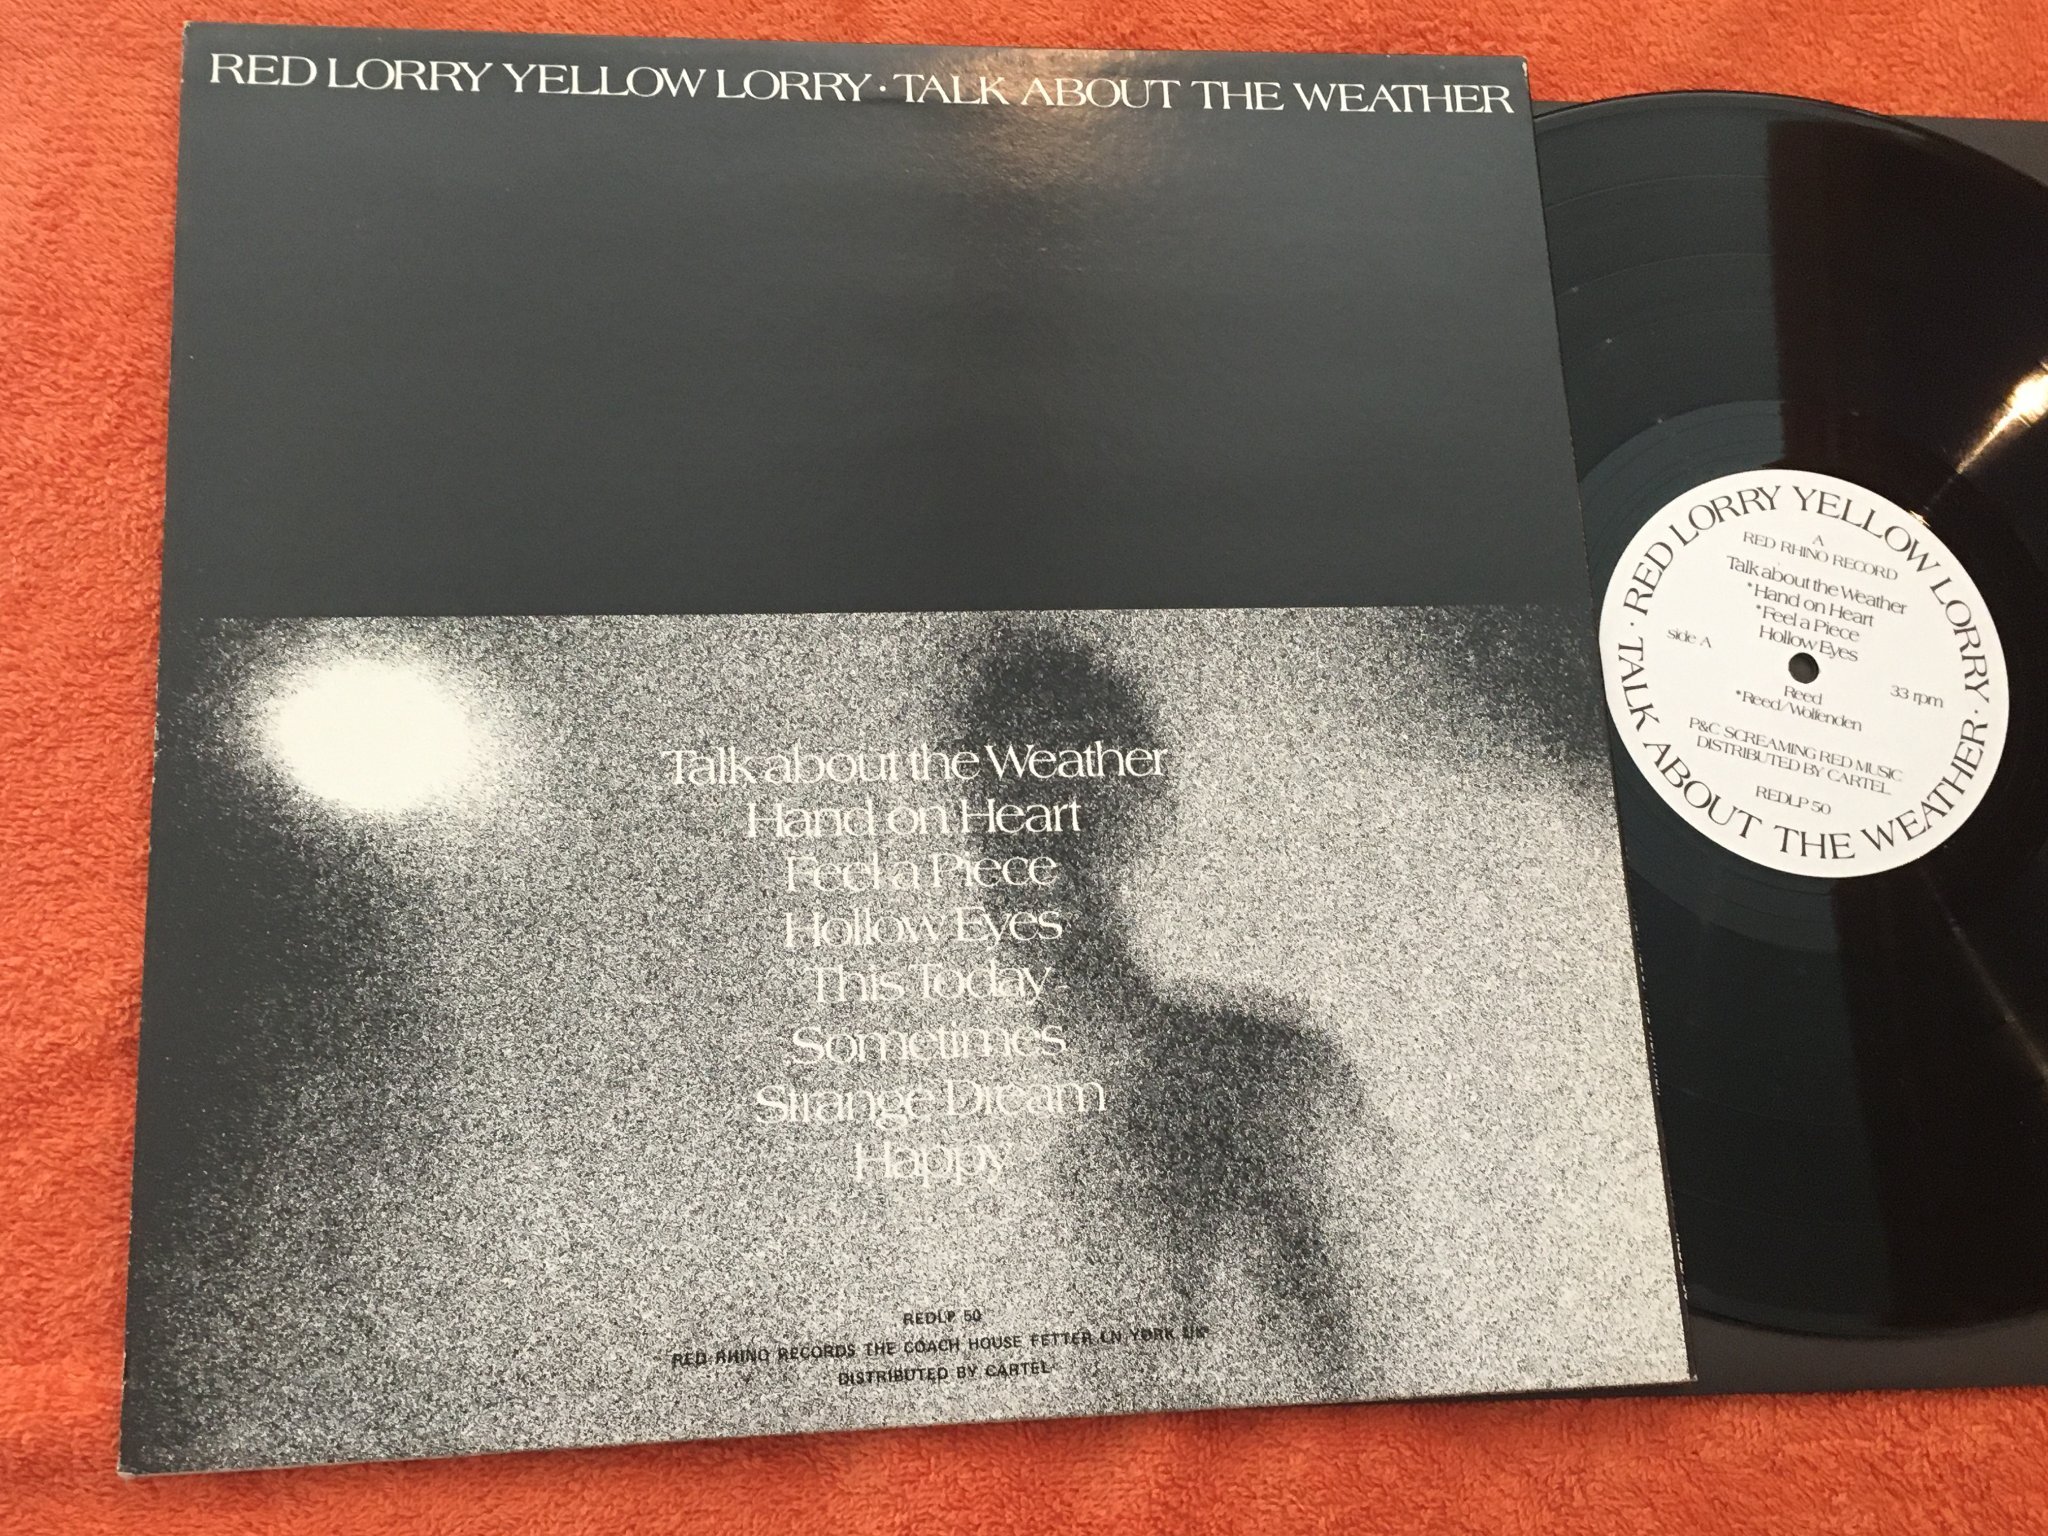 RED LORRY YELLOW LORRY · TALK ABOUT THE WEATHER
Talk about the Weather
Hand on Heart
Feel a Piece
Hollow Eyes
This Today
Sometimes
Strange Dream
Happy
REDLP 50
RED RHINO RECORDS THE COACH HOUSE FETTER LN YORK UK
DISTRIBUTED BY CARTEL
RED LORRY YELLOW LORRY · TALK ABOUT THE WEATHER ·
A
RED RHINO RECORD
Talk about the Weather
*Hand on Heart
*Feel a Piece
Hollow Eyes
side A
33 rpm
Reed
*Reed/Wolfenden
P&C SCREAMING RED MUSIC
DISTRIBUTED BY CARTEL
REDLP 50